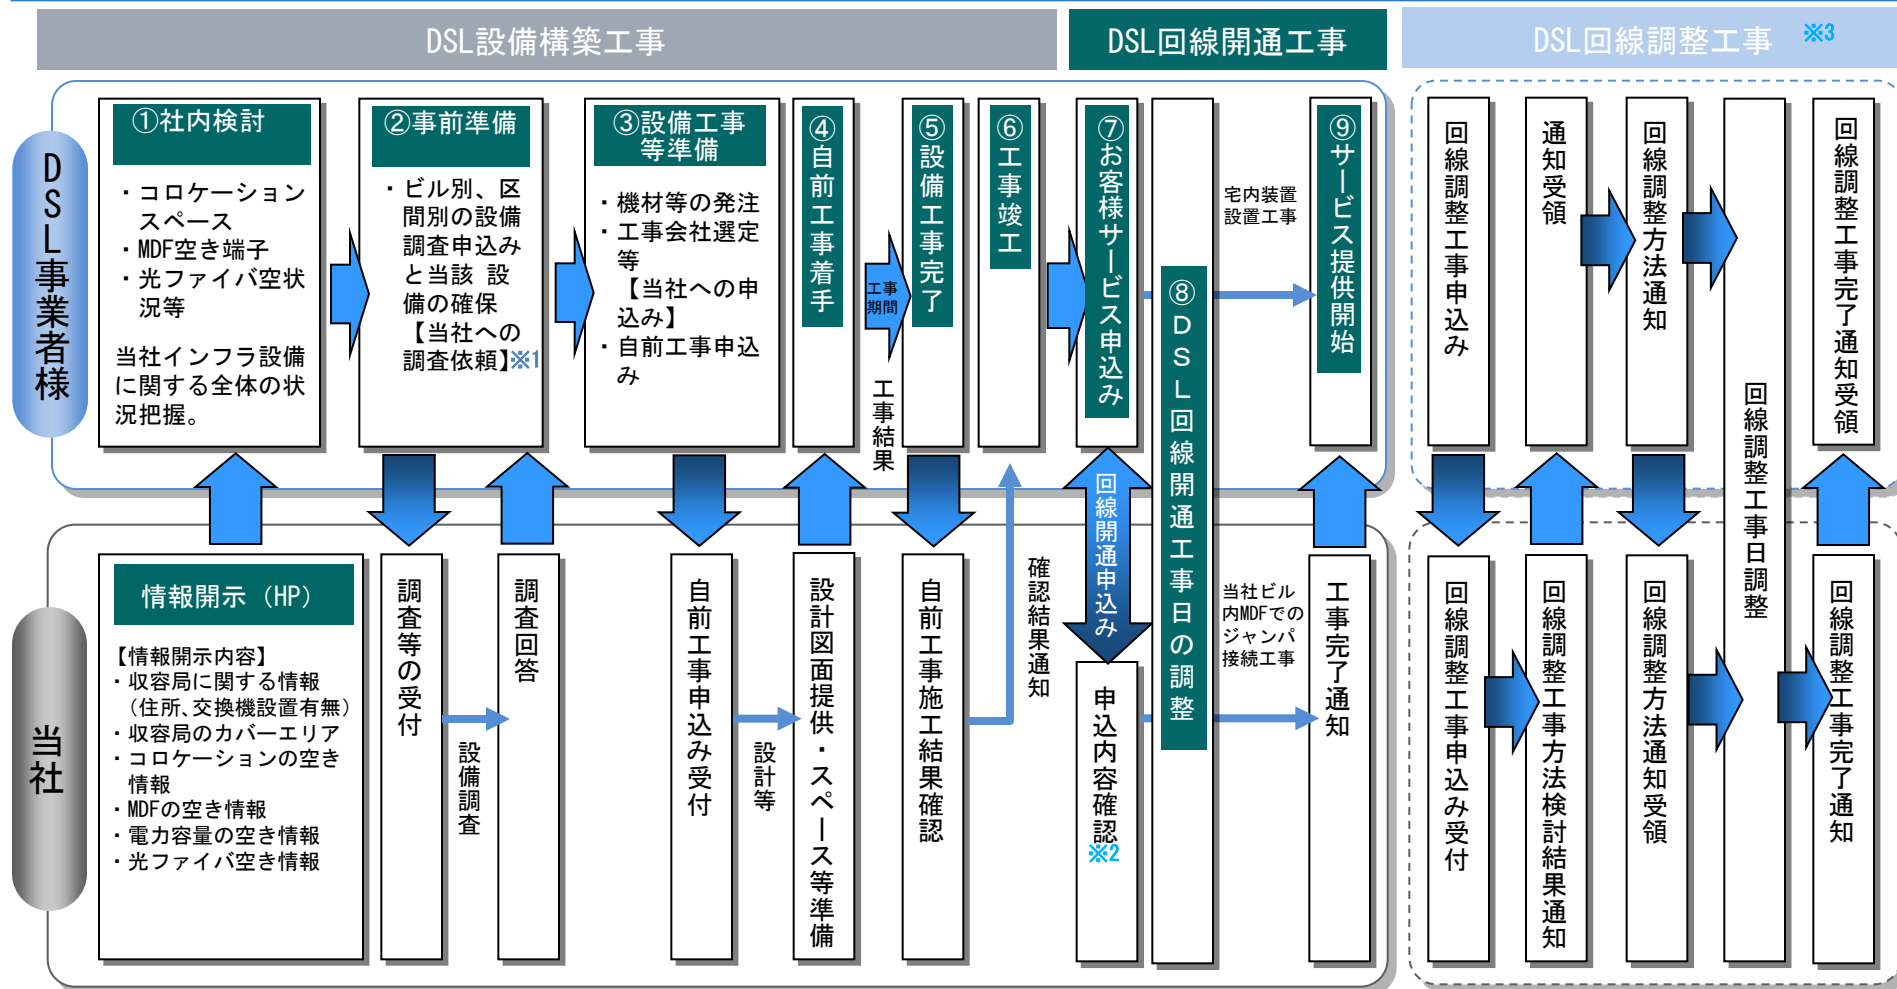 DSL設備構築工事
DSL回線開通工事
DSL回線調整工事 ※3
DSL事業者様
①社内検討
・コロケーション
スペース
・MDF空き端子
・光ファイバ空状
況等
当社インフラ設備
に関する全体の状
況把握。
②事前準備
・ビル別、区
間別の設備
調査申込み
と当該 設
備の確保
【当社への
調査依頼】※1
③設備工事
等準備
・機材等の発注
・工事会社選定
等
【当社への申
込み】
・自前工事申込
み
④自前工事着手
工事
期間
工事結果
⑤設備工事完了
⑥工事竣工
⑦お客様サービス申込み
⑧DSL回線開通工事日の調整
宅内装置
設置工事
⑨サービス提供開始
回線調整工事申込み
通知受領
回線調整方法通知
回線調整工事日調整
回線調整工事完了通知受領
当社
情報開示（HP）
【情報開示内容】
・収容局に関する情報
（住所、交換機設置有無）
・収容局のカバーエリア
・コロケーションの空き
情報
・MDFの空き情報
・電力容量の空き情報
・光ファイバ空き情報
調査等の受付
設備調査
調査回答
自前工事申込み受付
設計等
設計図面提供・スペース等準備
自前工事施工結果確認
確認結果通知
回線開通申込み
申込内容確認
※2
当社ビル
内MDFでの
ジャンパ
接続工事
工事完了通知
回線調整工事申込み受付
回線調整工事方法検討結果通知
回線調整方法通知受領
回線調整工事完了通知